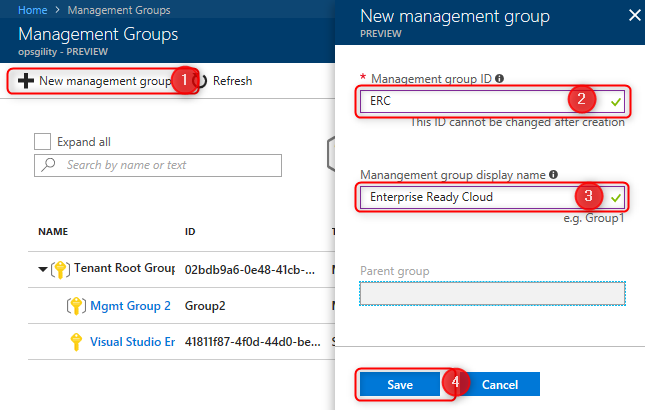 Home > Management Groups
Management Groups
opsgility - PREVIEW
New management group
1
Refresh
Expand all
Search by name or text
NAME
ID
Tenant Root Group
02bdb9a6-0e48-41cb-...
Mgmt Group 2
Group2
Visual Studio En
41811f87-4f0d-44d0-be...
New management group
PREVIEW
* Management group ID
ERC
2
This ID cannot be changed after creation
Manangement group display name
Enterprise Ready Cloud
3
e.g. Group1
Parent group
Save
4
Cancel